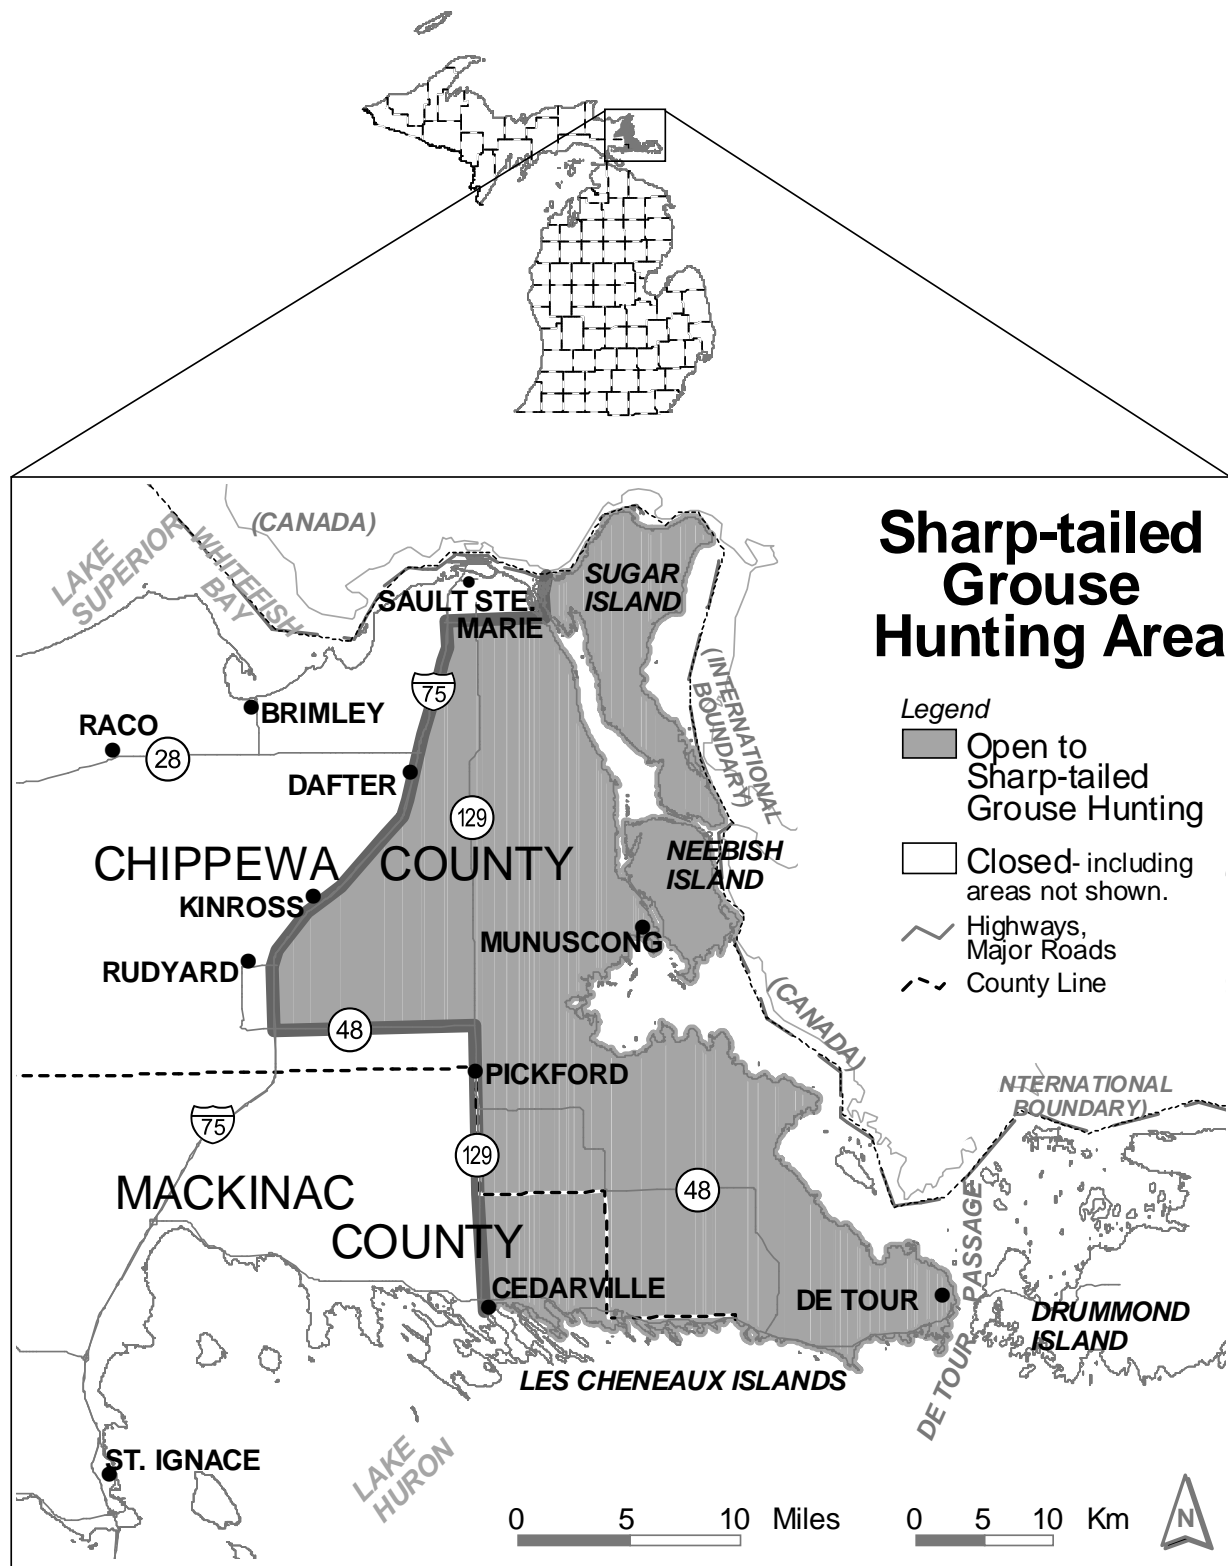 Sharp-tailed
Grouse
Hunting Area
Legend
Open to
Sharp-tailed
Grouse Hunting
Closed- including
areas not shown.
Highways,
Major Roads
County Line
(CANADA)
LAKE
SUPERIOR
WHITEFISH
BAY
SUGAR
ISLAND
SAULT STE.
MARIE
(INTERNATIONAL
BOUNDARY)
75
BRIMLEY
RACO
28
DAFTER
129
CHIPPEWA COUNTY
NEEBISH
ISLAND
KINROSS
MUNUSCONG
RUDYARD
(CANADA)
48
PICKFORD
NTERNATIONAL
BOUNDARY)
75
129
MACKINAC
COUNTY
48
CEDARVILLE
DE TOUR
DE TOUR PASSAGE
DRUMMOND
ISLAND
LES CHENEAUX ISLANDS
LAKE
HURON
ST. IGNACE
0 5 10 Miles
0 5 10 Km
N